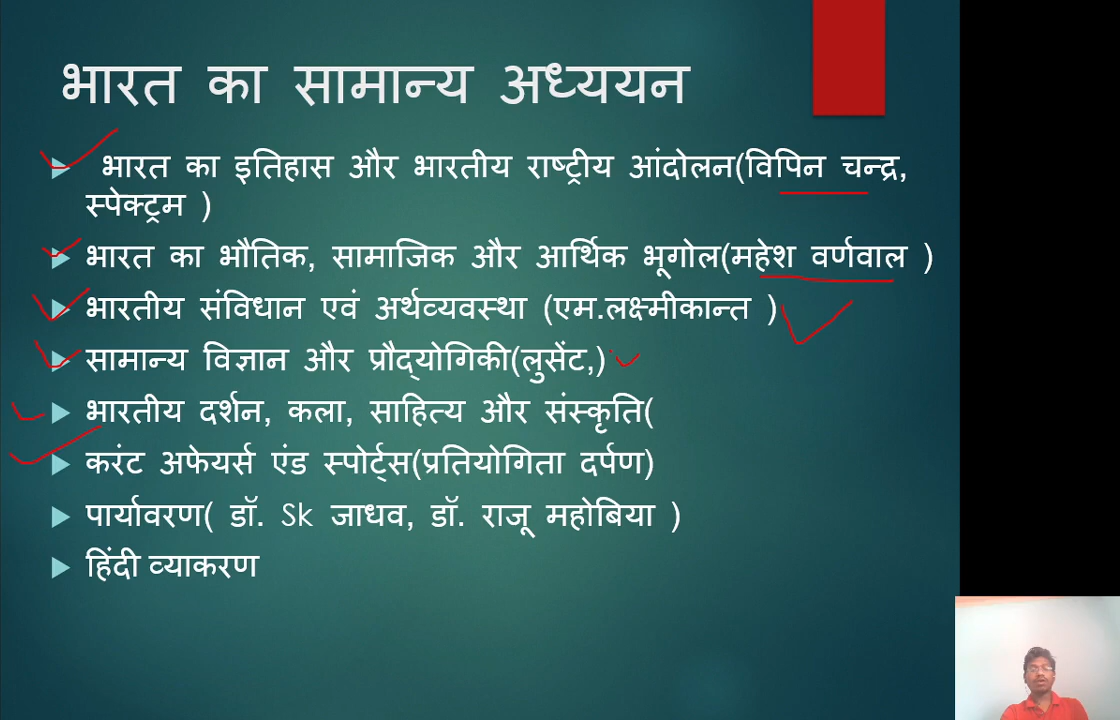 भारत का सामान्य अध्ययन
भारत का इतिहास और भारतीय राष्ट्रीय आंदोलन(विपिन चन्द्र,
स्पेक्ट्रम )
भारत का भौतिक, सामाजिक और आर्थिक भूगोल(महेश वर्णवाल )
भारतीय संविधान एवं अर्थव्यवस्था (एम.लक्ष्मीकान्त )
सामान्य विज्ञान और प्रौद्योगिकी(लुसेंट,)
भारतीय दर्शन, कला, साहित्य और संस्कृति(
करंट अफेयर्स एंड स्पोर्ट्स(प्रतियोगिता दर्पण)
पार्यावरण( डॉ. Sk जाधव, डॉ. राजू महोबिया )
हिंदी व्याकरण